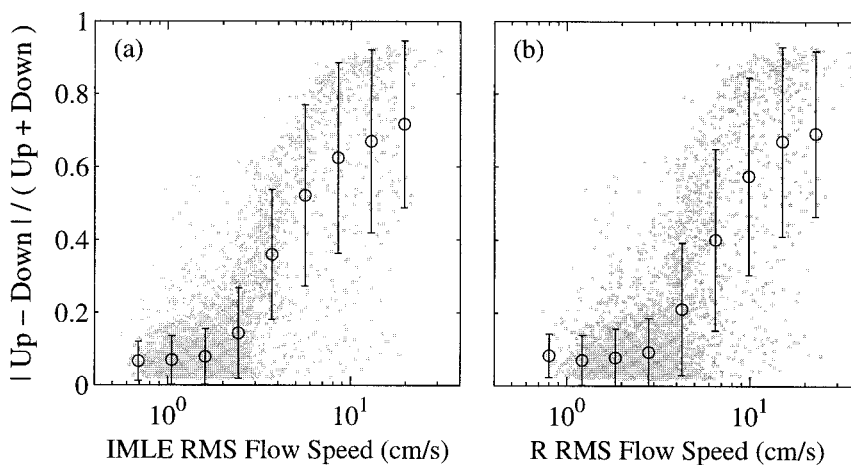 | Up − Down | / ( Up + Down )
1
0.8
0.6
0.4
0.2
0
(a)
(b)
10^0
10^1
10^0
10^1
IMLE RMS Flow Speed (cm/s)
R RMS Flow Speed (cm/s)